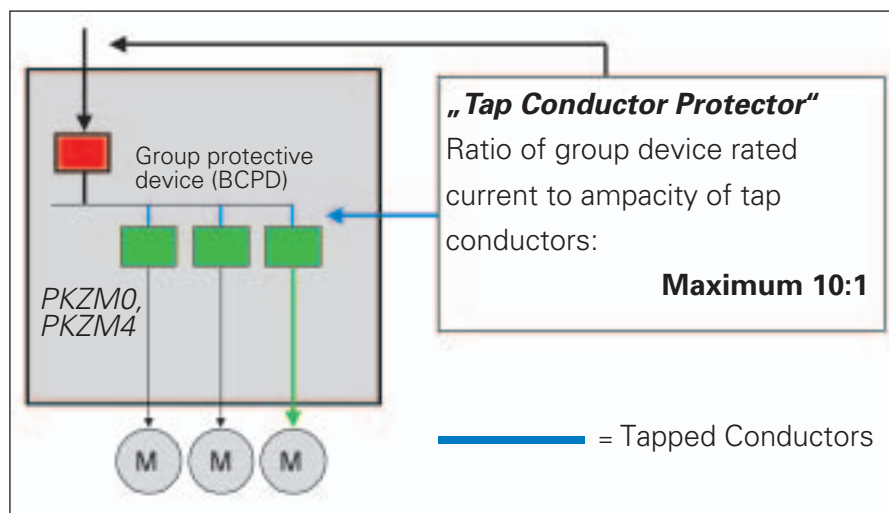 „Tap Conductor Protector“
Ratio of group device rated
current to ampacity of tap
conductors:
Maximum 10:1
Group protective
device (BCPD)
PKZM0,
PKZM4
M M M
= Tapped Conductors